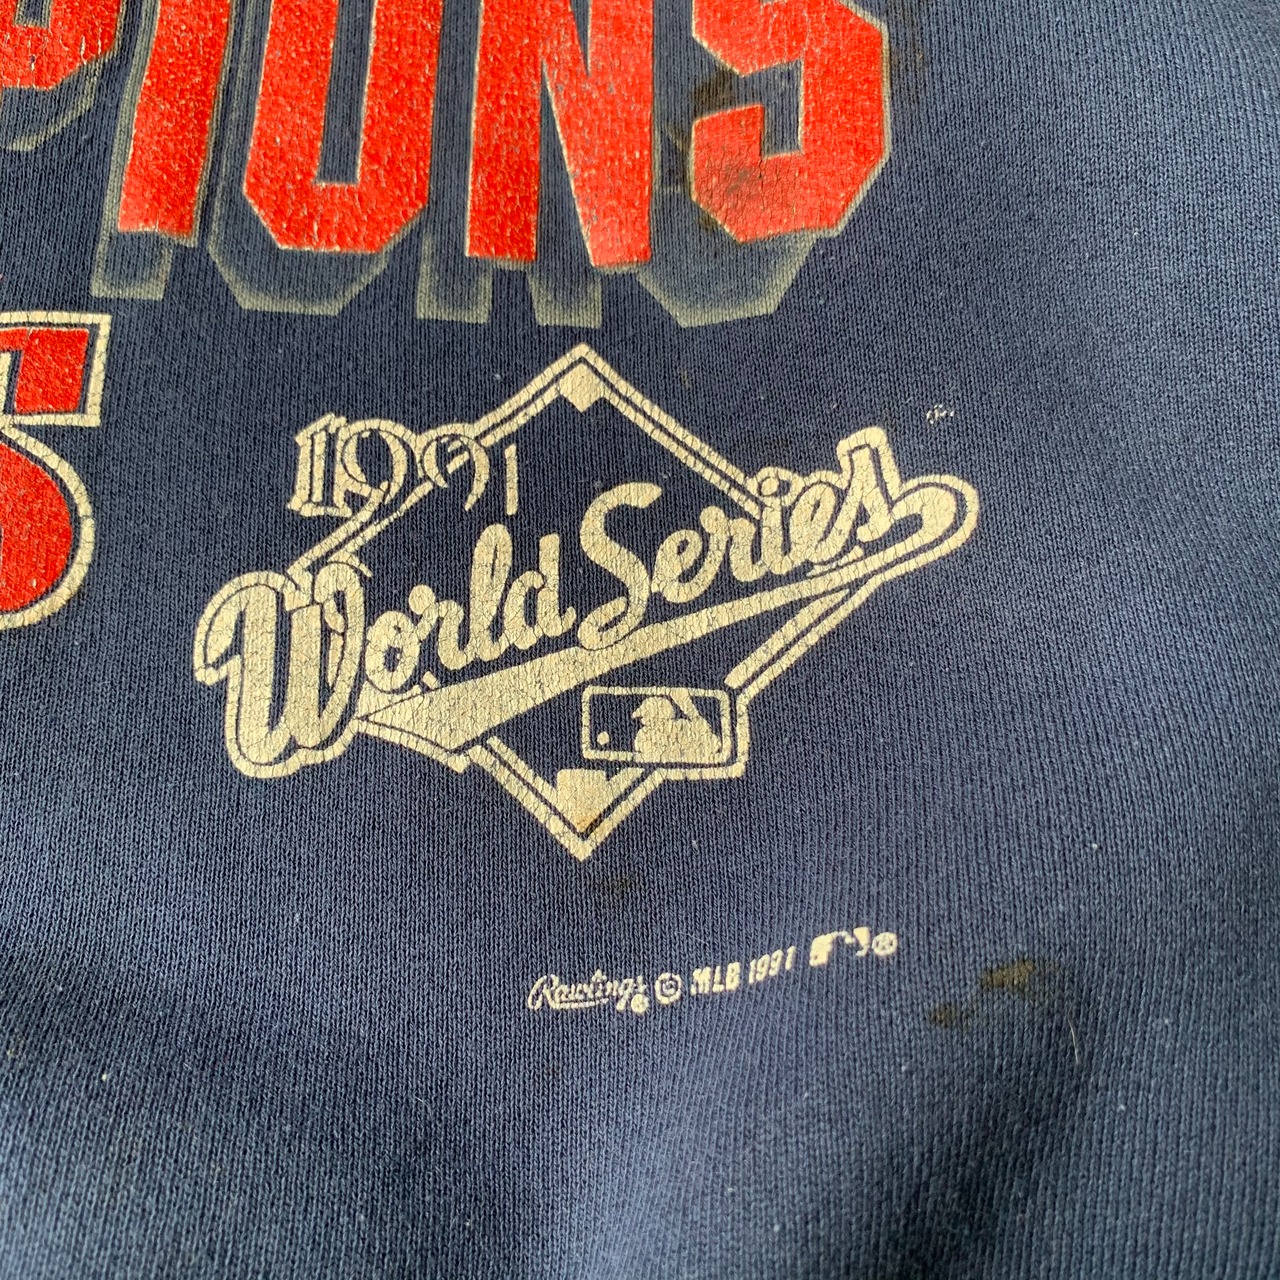 PIONS
S
1991
World Series
Rawlings® © MLB 1991 ®